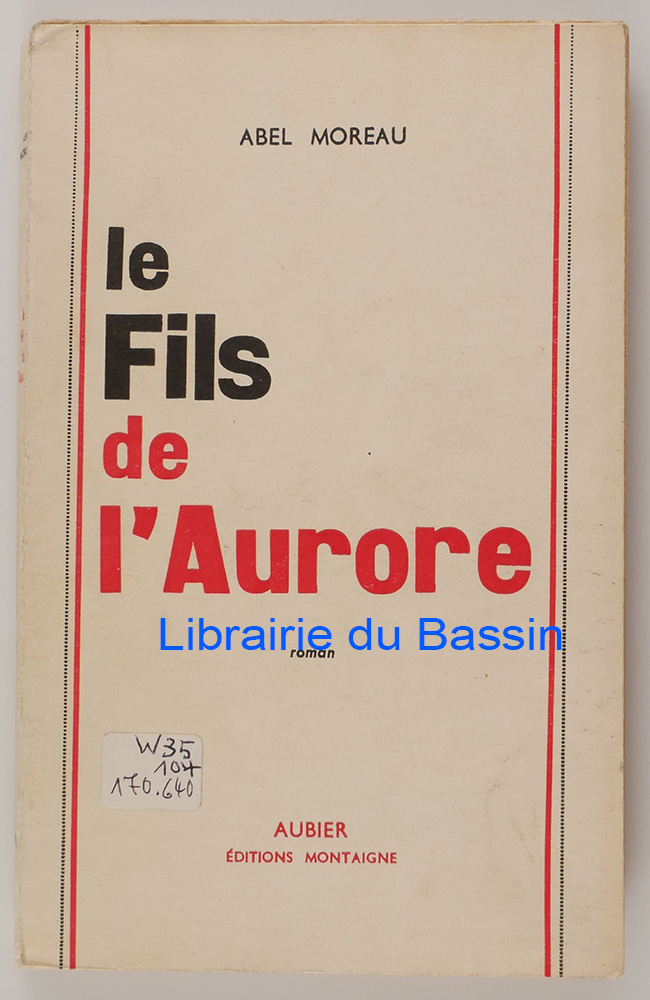 ABEL MOREAU
le
Fils
de
l'Aurore
Librairie du Bassin
roman
W35
107
170.640
AUBIER
ÉDITIONS MONTAIGNE